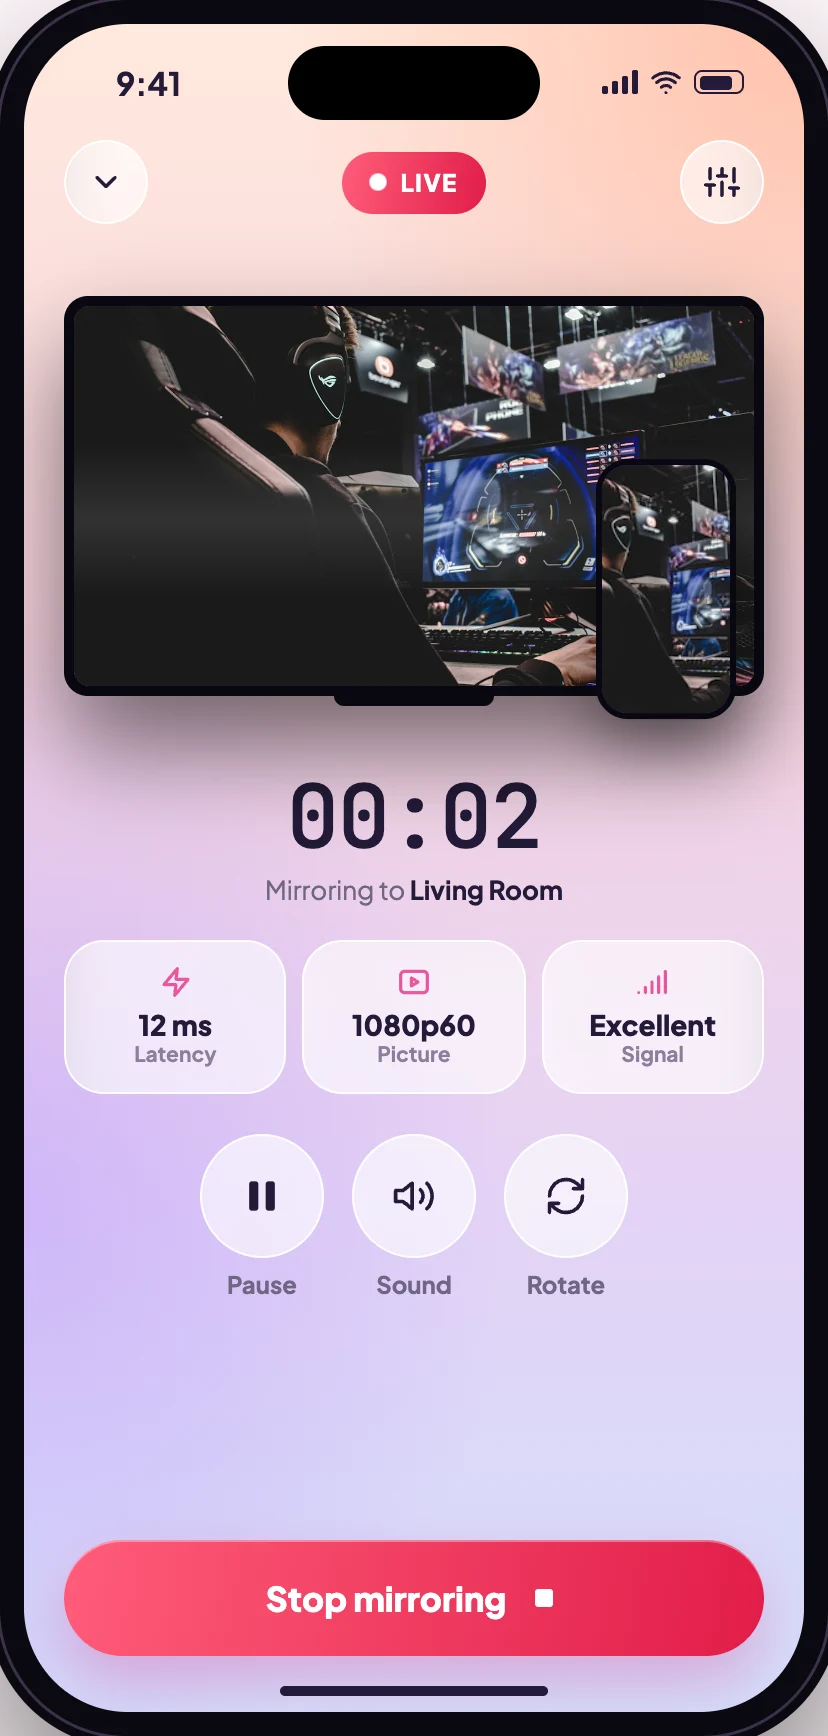 9:41
LIVE
00:02
Mirroring to Living Room
12 ms
Latency
1080p60
Picture
Excellent
Signal
Pause
Sound
Rotate
Stop mirroring